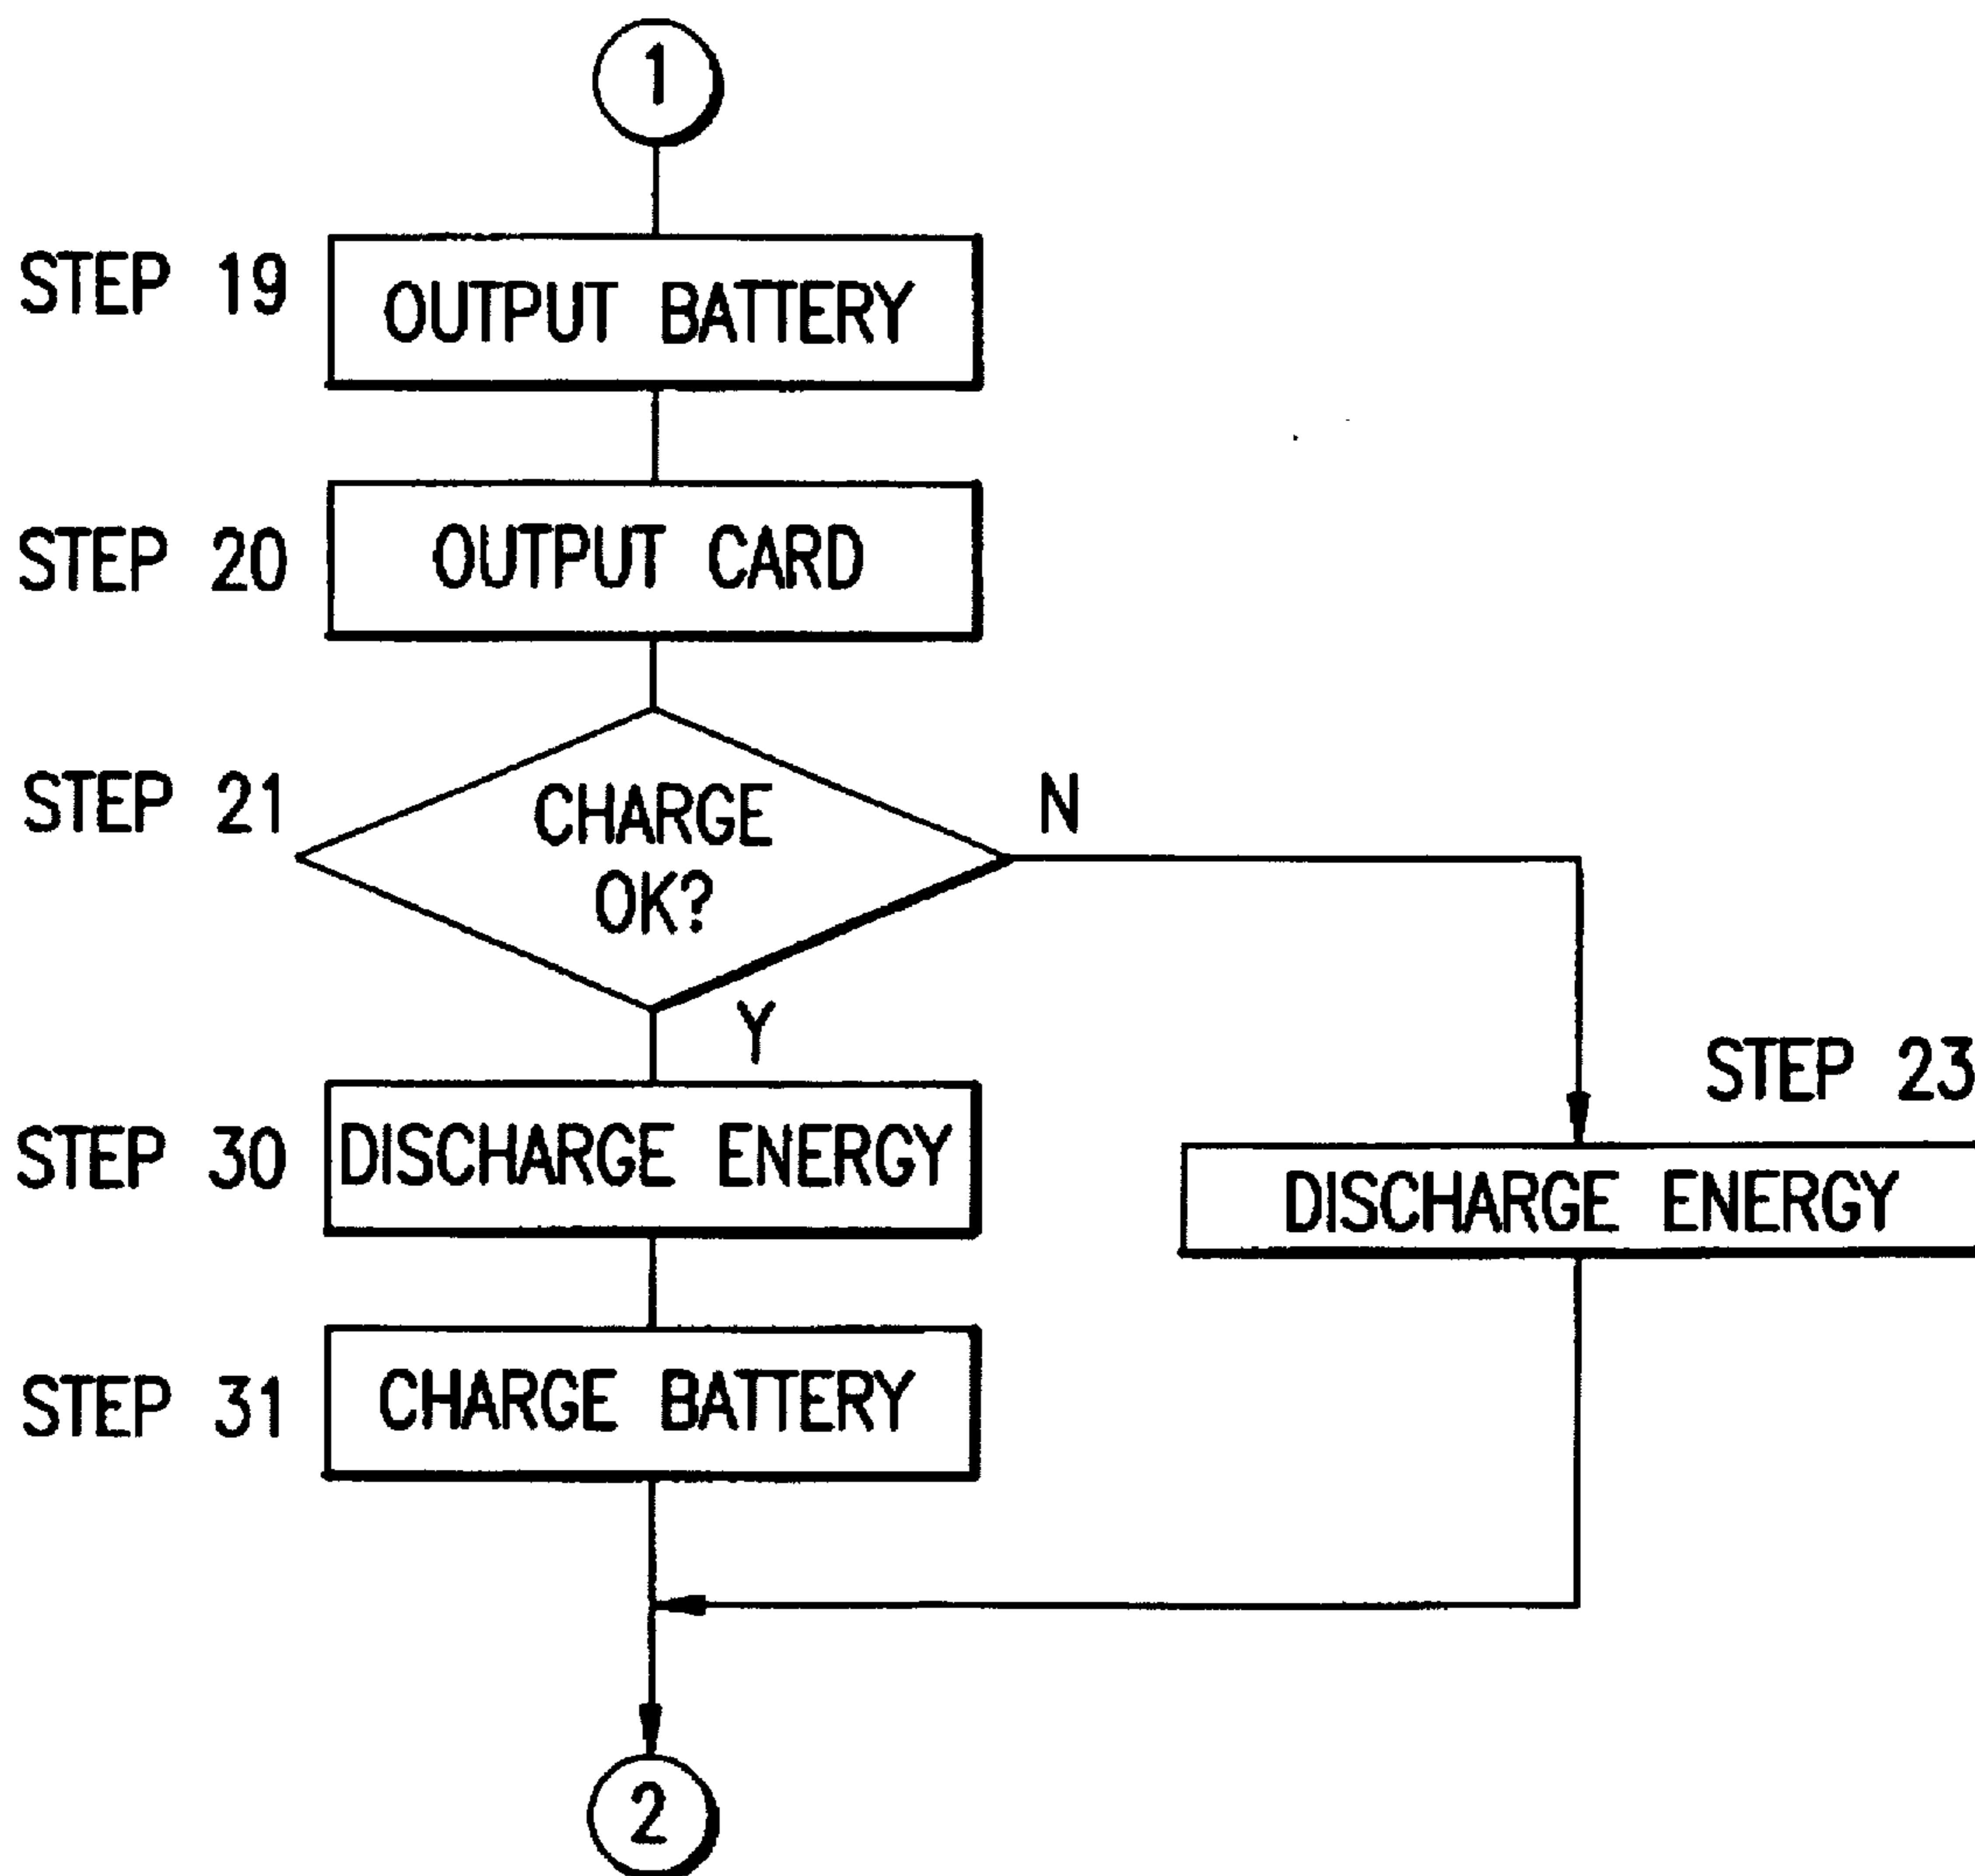 1
STEP 19
OUTPUT BATTERY
STEP 20
OUTPUT CARD
STEP 21
CHARGE
OK?
N
Y
STEP 23
STEP 30
DISCHARGE ENERGY
DISCHARGE ENERGY
STEP 31
CHARGE BATTERY
2